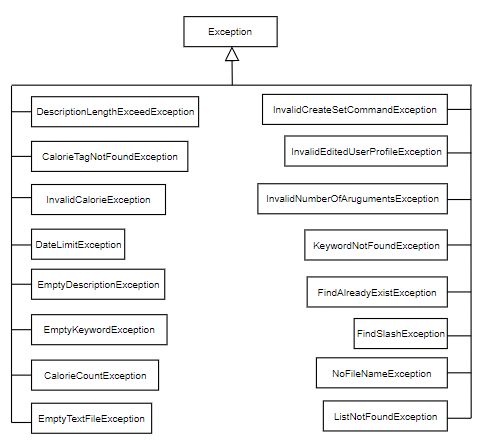 Exception
DescriptionLengthExceedException
CalorieTagNotFoundException
InvalidCalorieException
DateLimitException
EmptyDescriptionException
EmptyKeywordException
CalorieCountException
EmptyTextFileException
InvalidCreateSetCommandException
InvalidEditedUserProfileException
InvalidNumberOfArugumentsException
KeywordNotFoundException
FindAlreadyExistException
FindSlashException
NoFileNameException
ListNotFoundException